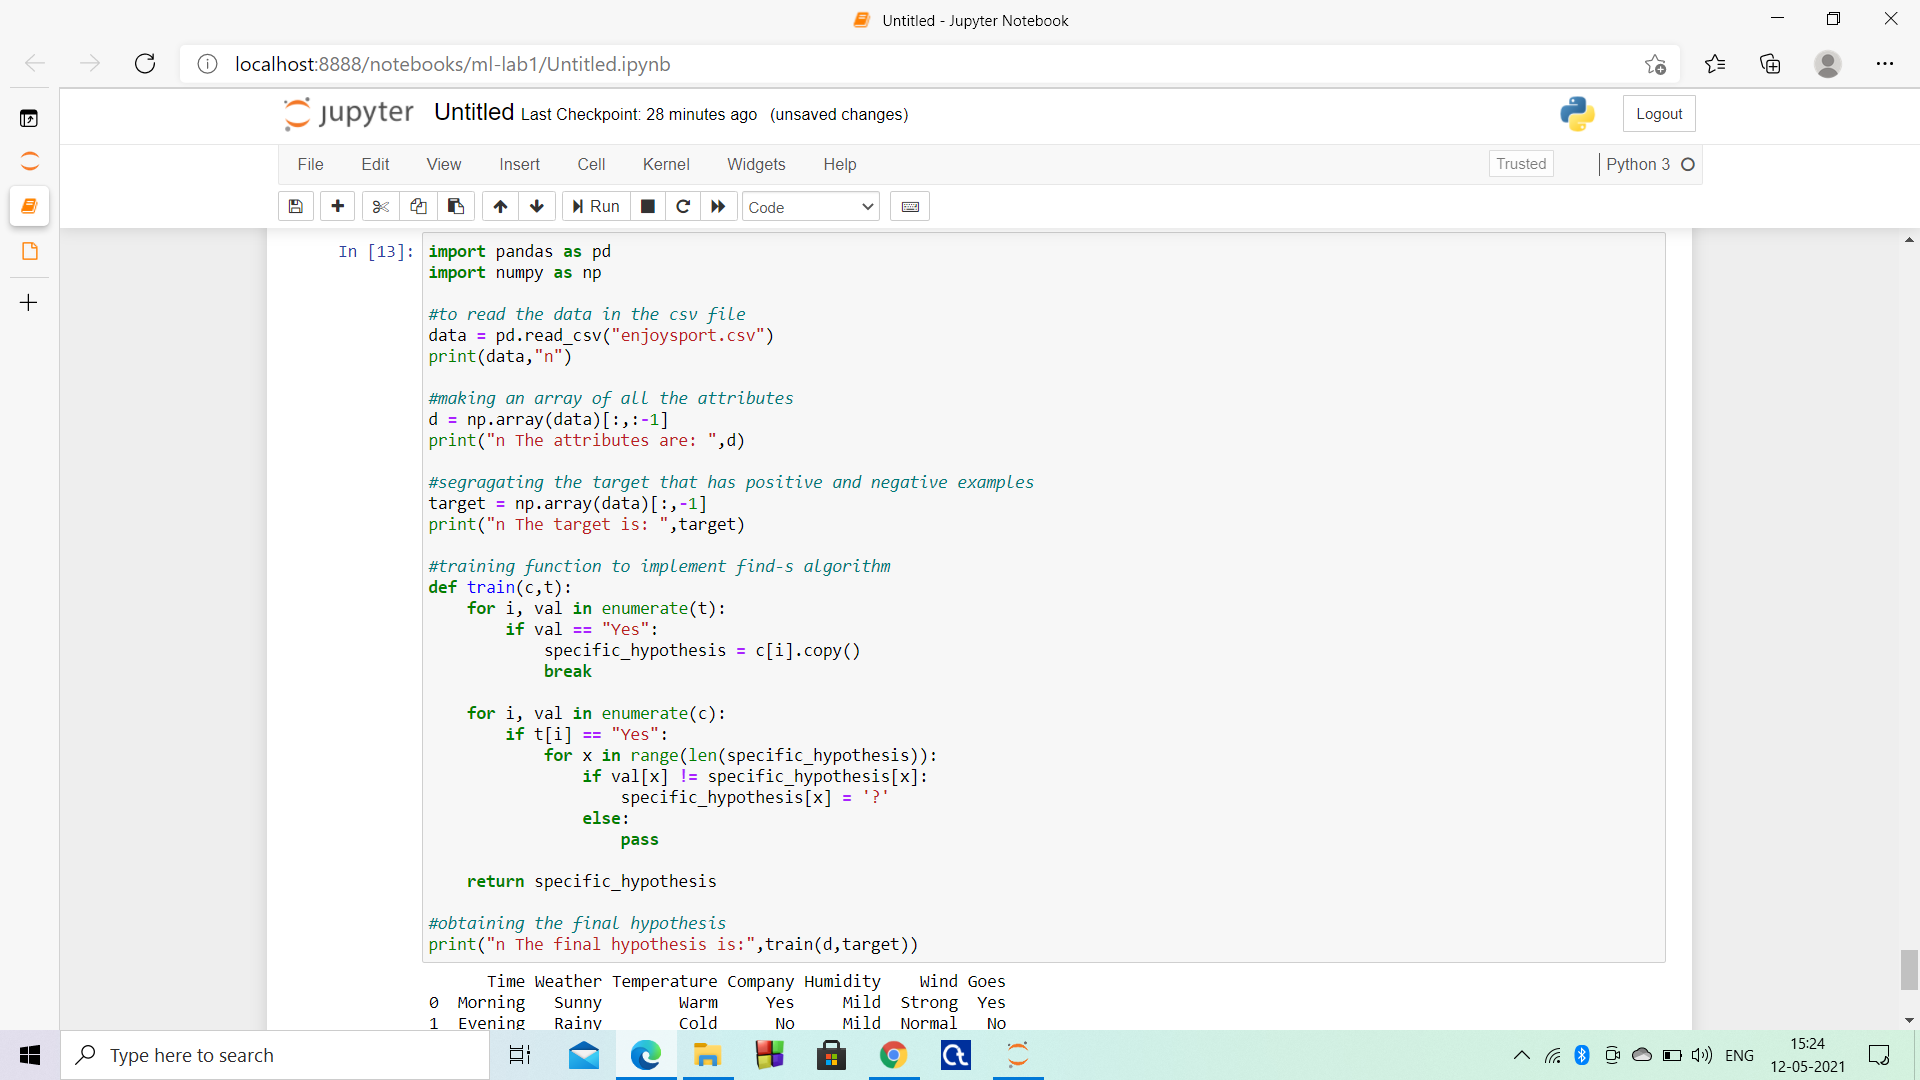 Untitled - Jupyter Notebook
localhost:8888/notebooks/ml-lab1/Untitled.ipynb
jupyter Untitled Last Checkpoint: 28 minutes ago (unsaved changes)
Logout
File Edit View Insert Cell Kernel Widgets Help
Trusted
Python 3
Run
Code
In [13]:
import pandas as pd
import numpy as np
#to read the data in the csv file
data = pd.read_csv("enjoysport.csv")
print(data,"n")
#making an array of all the attributes
d = np.array(data)[:,:-1]
print("n The attributes are: ",d)
#segragating the target that has positive and negative examples
target = np.array(data)[:,-1]
print("n The target is: ",target)
#training function to implement find-s algorithm
def train(c,t):
    for i, val in enumerate(t):
        if val == "Yes":
            specific_hypothesis = c[i].copy()
            break
    for i, val in enumerate(c):
        if t[i] == "Yes":
            for x in range(len(specific_hypothesis)):
                if val[x] != specific_hypothesis[x]:
                    specific_hypothesis[x] = '?'
                else:
                    pass
    return specific_hypothesis
#obtaining the final hypothesis
print("n The final hypothesis is:",train(d,target))
Time Weather Temperature Company Humidity Wind Goes
0 Morning Sunny Warm Yes Mild Strong Yes
1 Evening Rainy Cold No Mild Normal No
Type here to search
ENG
15:24
12-05-2021